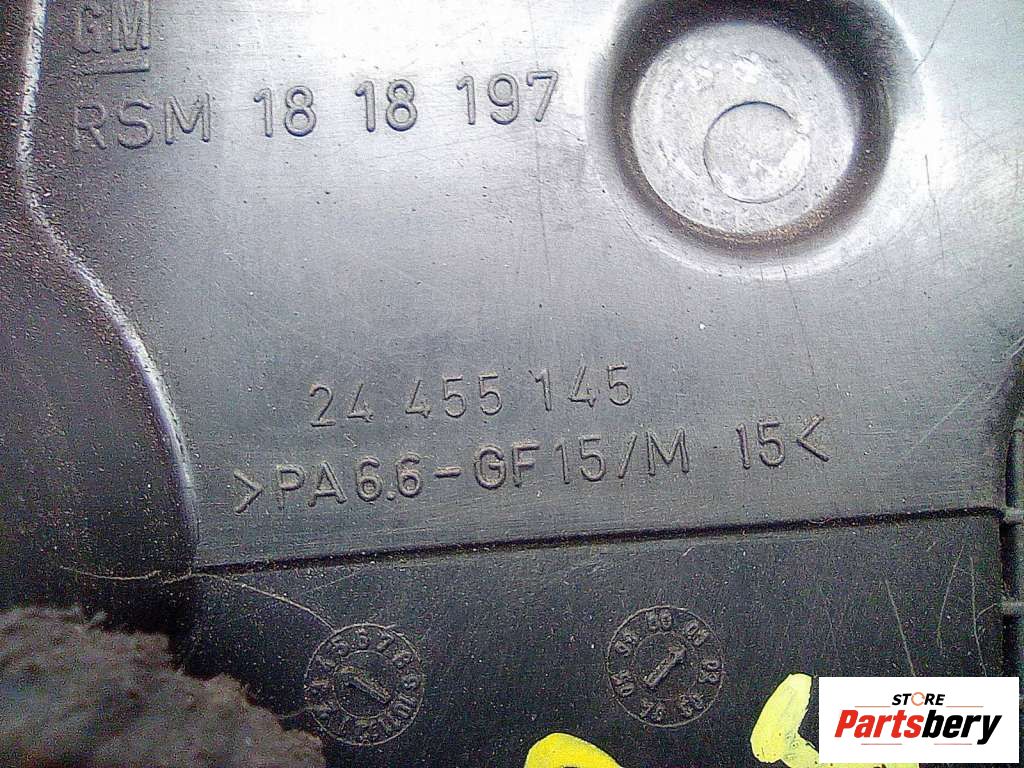 GM
RSM 18 18 197
24 455 145
>PA6.6-GF15/M 15<
STORE
Partsbery